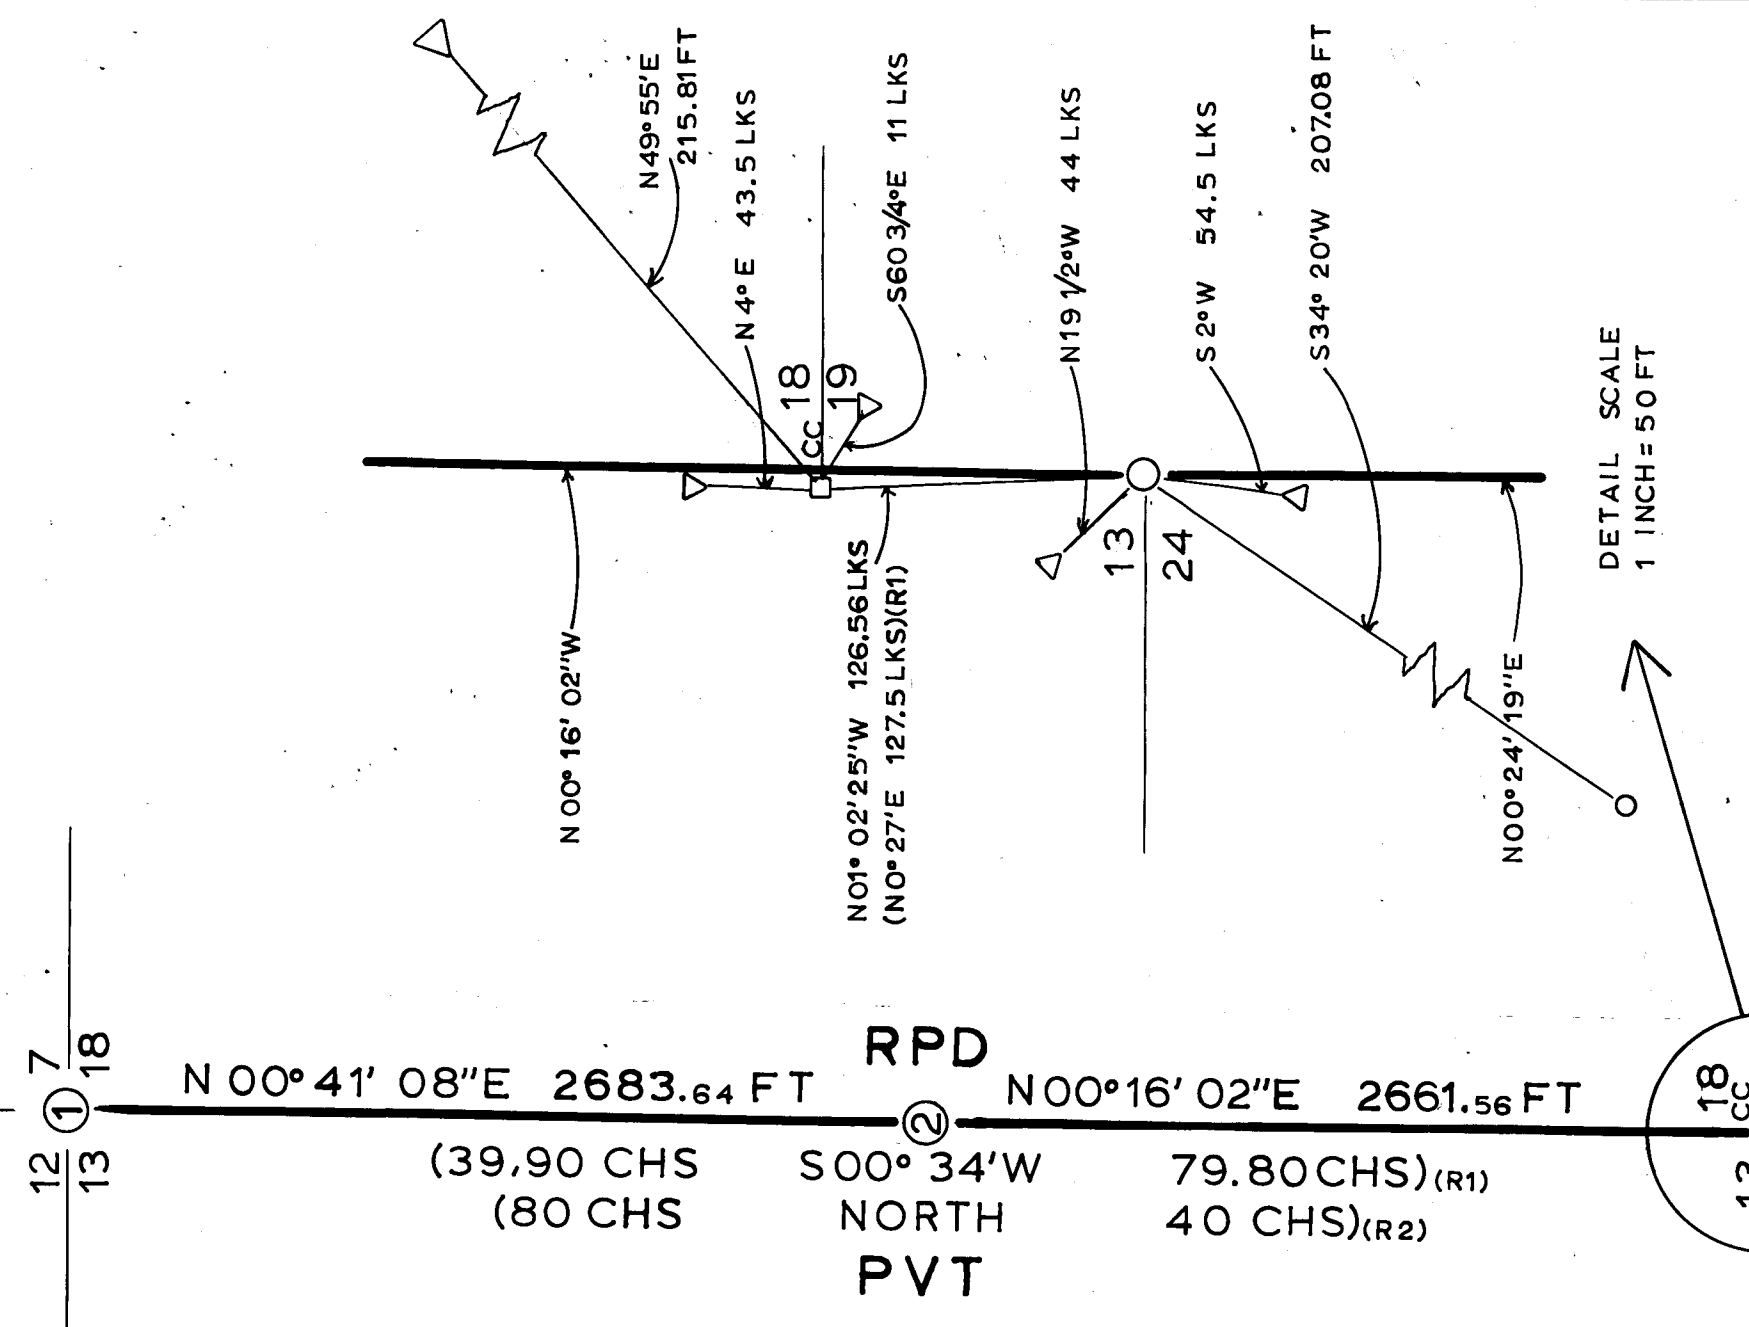 N49°55'E
215.81FT
N 4° E 43.5 LKS
S60 3/4°E 11 LKS
N19 1/2°W 44 LKS
S 2°W 54.5 LKS
S34° 20'W 207.08 FT
18
CC
19
13
24
DETAIL SCALE
1 INCH = 50 FT
N 00° 16' 02"W
N01° 02' 25"W 126.56LKS
(N0° 27'E 127.5 LKS)(R1)
N00° 24' 19"E
7
18
12
13
1
RPD
N 00° 41' 08"E 2683.64 FT
2
N 00° 16' 02"E 2661.56 FT
(39.90 CHS S 00° 34' W 79.80 CHS)(R1)
(80 CHS NORTH 40 CHS)(R2)
PVT
18
CC